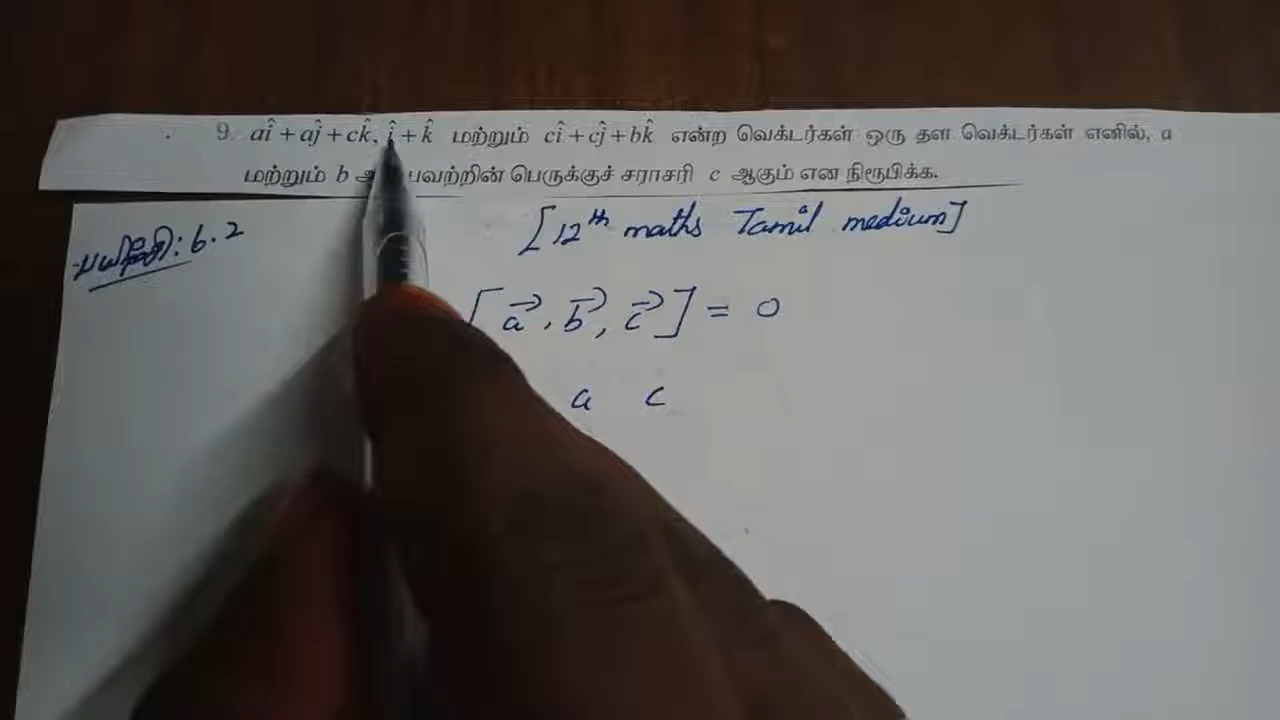 9. aî + aĵ + ck̂, î + k̂ மற்றும் cî + cĵ + bk̂ என்ற வெக்டர்கள் ஒரு தள வெக்டர்கள் எனில், a
மற்றும் b பவற்றின் பெருக்குச் சராசரி c ஆகும் என நிரூபிக்க.
[12th maths Tamil medium]
பயிற்சி: 6.2
[a⃗, b⃗, c⃗] = 0
a c